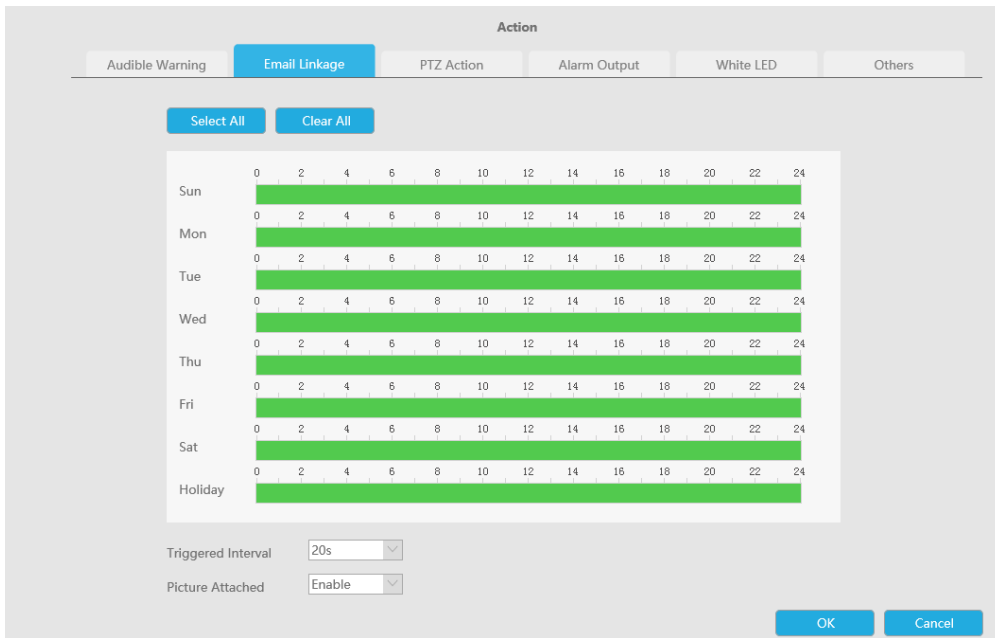 Action
Audible Warning Email Linkage PTZ Action Alarm Output White LED Others
Select All Clear All
0 2 4 6 8 10 12 14 16 18 20 22 24
Sun
0 2 4 6 8 10 12 14 16 18 20 22 24
Mon
0 2 4 6 8 10 12 14 16 18 20 22 24
Tue
0 2 4 6 8 10 12 14 16 18 20 22 24
Wed
0 2 4 6 8 10 12 14 16 18 20 22 24
Thu
0 2 4 6 8 10 12 14 16 18 20 22 24
Fri
0 2 4 6 8 10 12 14 16 18 20 22 24
Sat
0 2 4 6 8 10 12 14 16 18 20 22 24
Holiday
Triggered Interval 20s
Picture Attached Enable
OK Cancel